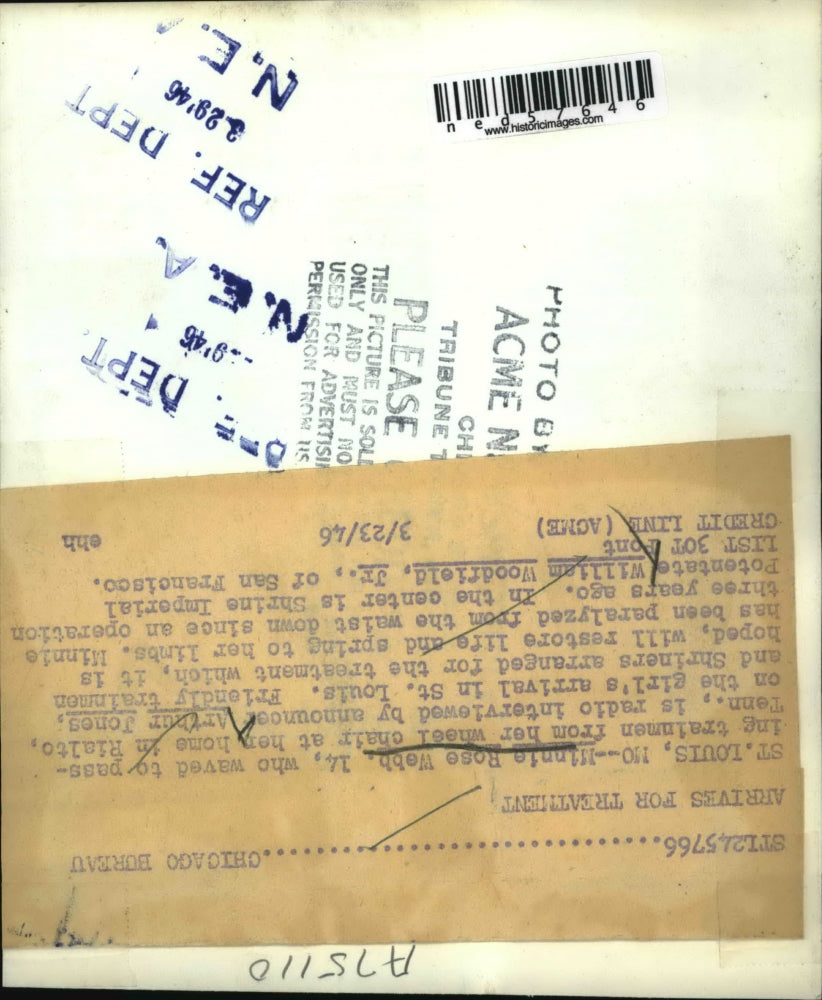 N.E.A.
3-29'46
REF. DEPT
N.E.A.
DEPT.
ned57646
www.historicimages.com
PHOTO BY
ACME N
CHI
TRIBUNE T
PLEASE
THIS PICTURE IS SOL
ONLY AND MUST NO
USED FOR ADVERTISI
PERMISSION FROM US
STL245766 CHICAGO BUREAU
ARRIVES FOR TREATMENT
ST.LOUIS, MO--Minnie Rose Webb, 14, who waved to pass-
ing trainmen from her wheel chair at her home in Rialto,
Tenn., is radio interviewed by announcer Arthur Jones,
on the girl's arrival in St. Louis. Friendly trainmen
and Shriners arranged for the treatment which, it is
hoped, will restore life and spring to her limbs. Minnie
has been paralyzed from the waist down since an operation
three years ago. In the center is Shrine Imperial
Potentate William Woodfield, Jr., of San Francisco.
LIST 30T Font
CREDIT LINE (ACME) 3/23/46 ehh
A75110